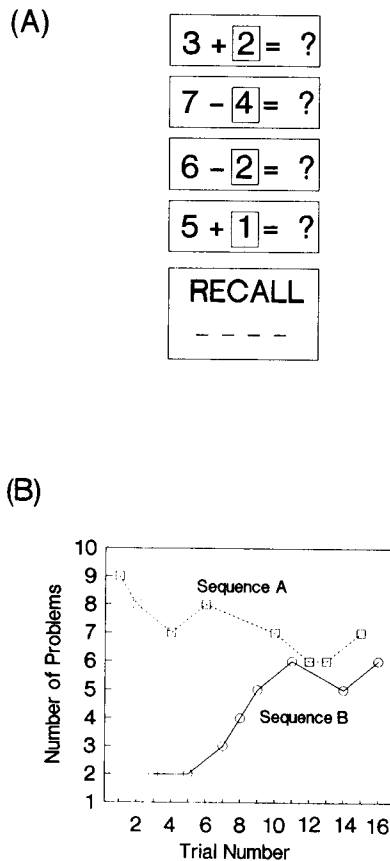 (A)
3 + 2 = ?
7 - 4 = ?
6 - 2 = ?
5 + 1 = ?
RECALL
_ _ _ _
(B)
10
9
8
7
6
5
4
3
2
1
Number of Problems
Sequence A
Sequence B
2 4 6 8 10 12 14 16
Trial Number